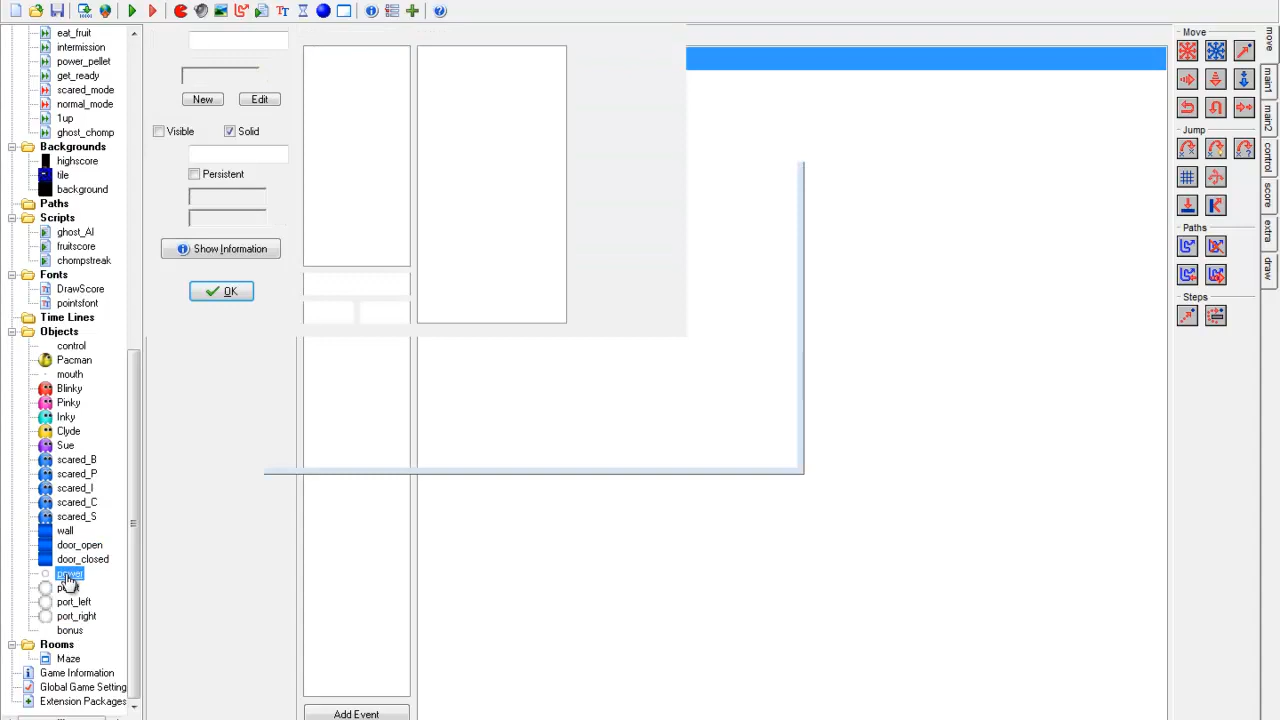 eat_fruit
intermission
power_pellet
get_ready
scared_mode
normal_mode
1up
ghost_chomp
Backgrounds
highscore
tile
background
Paths
Scripts
ghost_AI
fruitscore
chompstreak
Fonts
DrawScore
pointsfont
Time Lines
Objects
control
Pacman
mouth
Blinky
Pinky
Inky
Clyde
Sue
scared_B
scared_P
scared_I
scared_C
scared_S
wall
door_open
door_closed
power
port_left
port_right
bonus
Rooms
Maze
Game Information
Global Game Setting
Extension Packages
New Edit
Visible Solid
Persistent
Show Information
OK
Add Event
Move
Jump
Paths
Steps
move
main1
main2
control
score
extra
draw